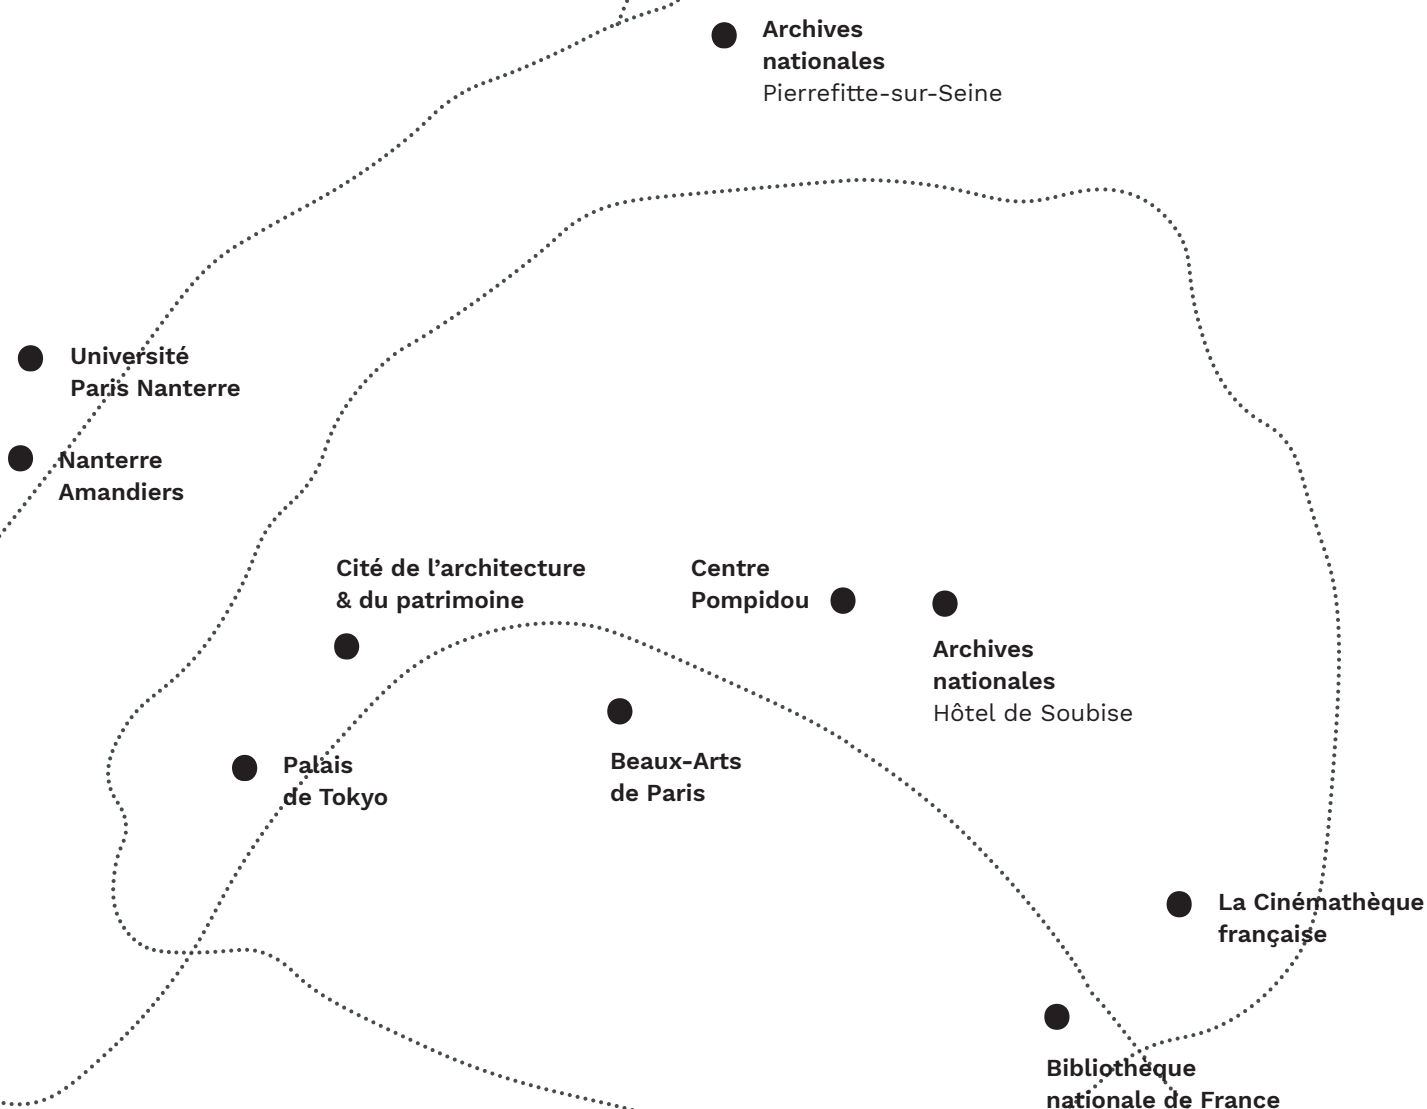 Archives
nationales
Pierrefitte-sur-Seine
Université
Paris Nanterre
Nanterre
Amandiers
Cité de l’architecture
& du patrimoine
Centre
Pompidou
Archives
nationales
Hôtel de Soubise
Palais
de Tokyo
Beaux-Arts
de Paris
La Cinémathèque
française
Bibliothèque
nationale de France